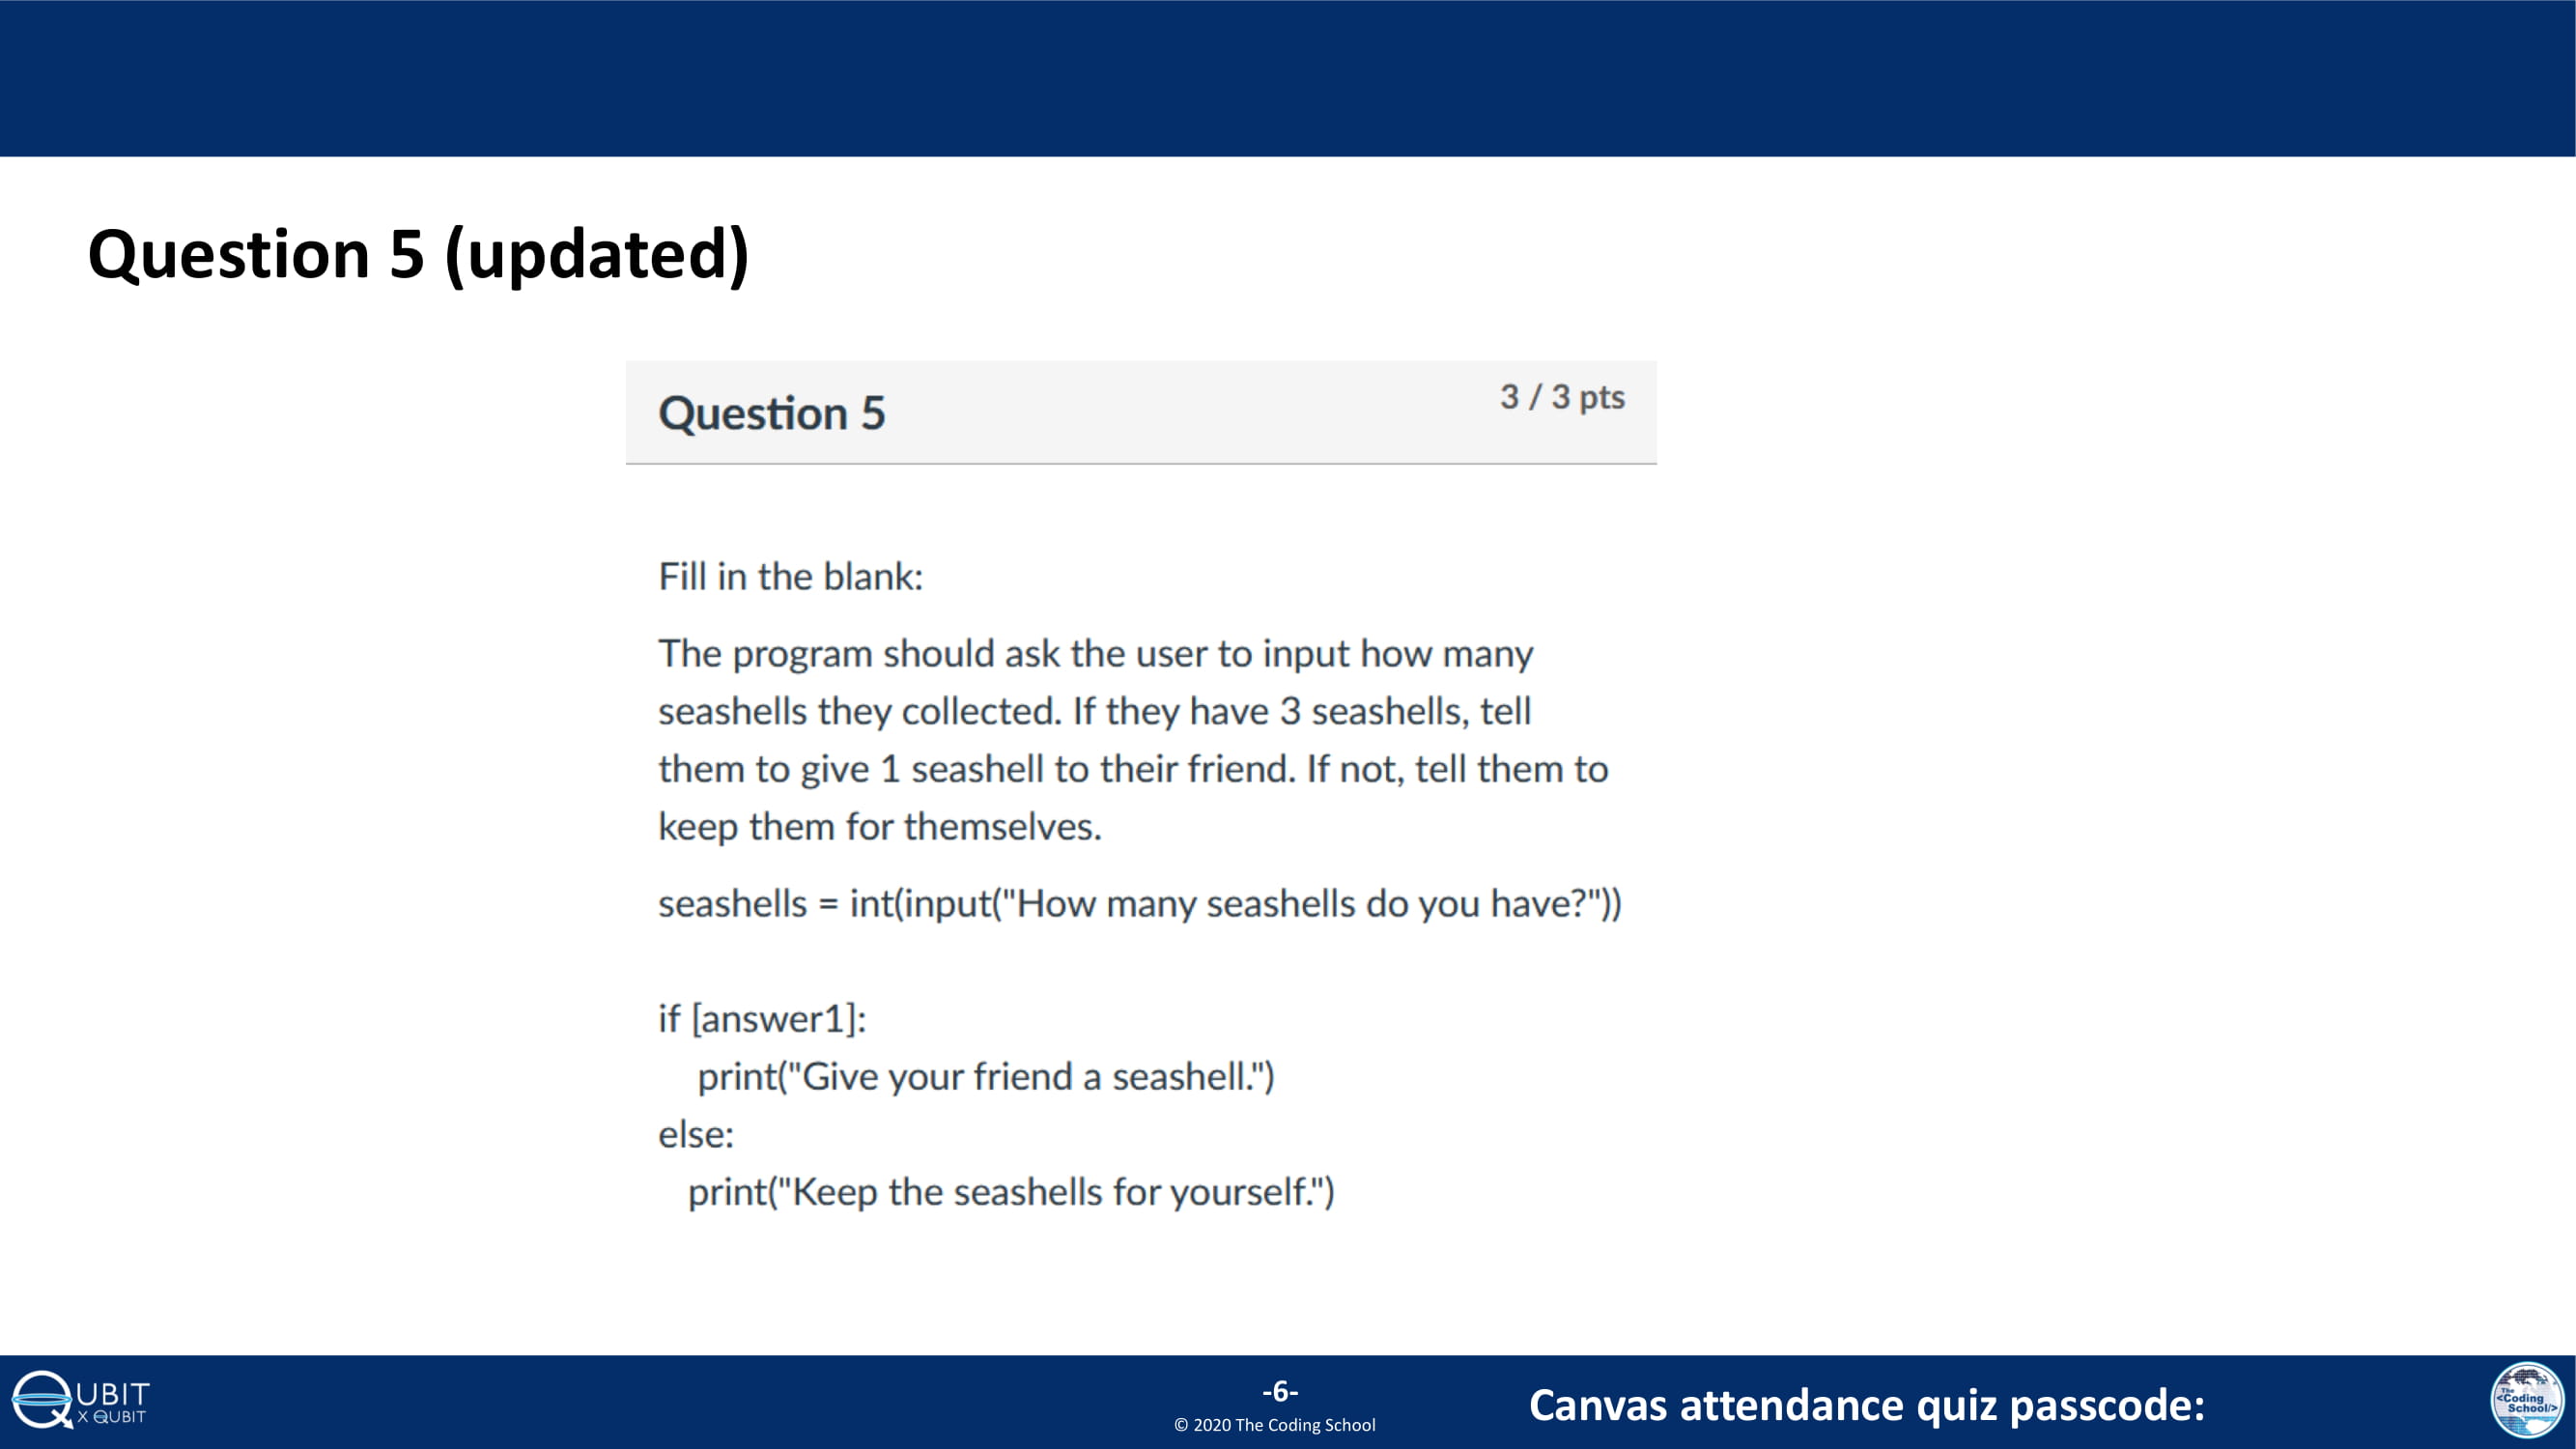 Question 5 (updated)
Question 5
3 / 3 pts
Fill in the blank:
The program should ask the user to input how many
seashells they collected. If they have 3 seashells, tell
them to give 1 seashell to their friend. If not, tell them to
keep them for themselves.
seashells = int(input("How many seashells do you have?"))
if [answer1]:
print("Give your friend a seashell.")
else:
print("Keep the seashells for yourself.")
QUBIT
X QUBIT
-6-
© 2020 The Coding School
Canvas attendance quiz passcode:
The
<Coding
School/>